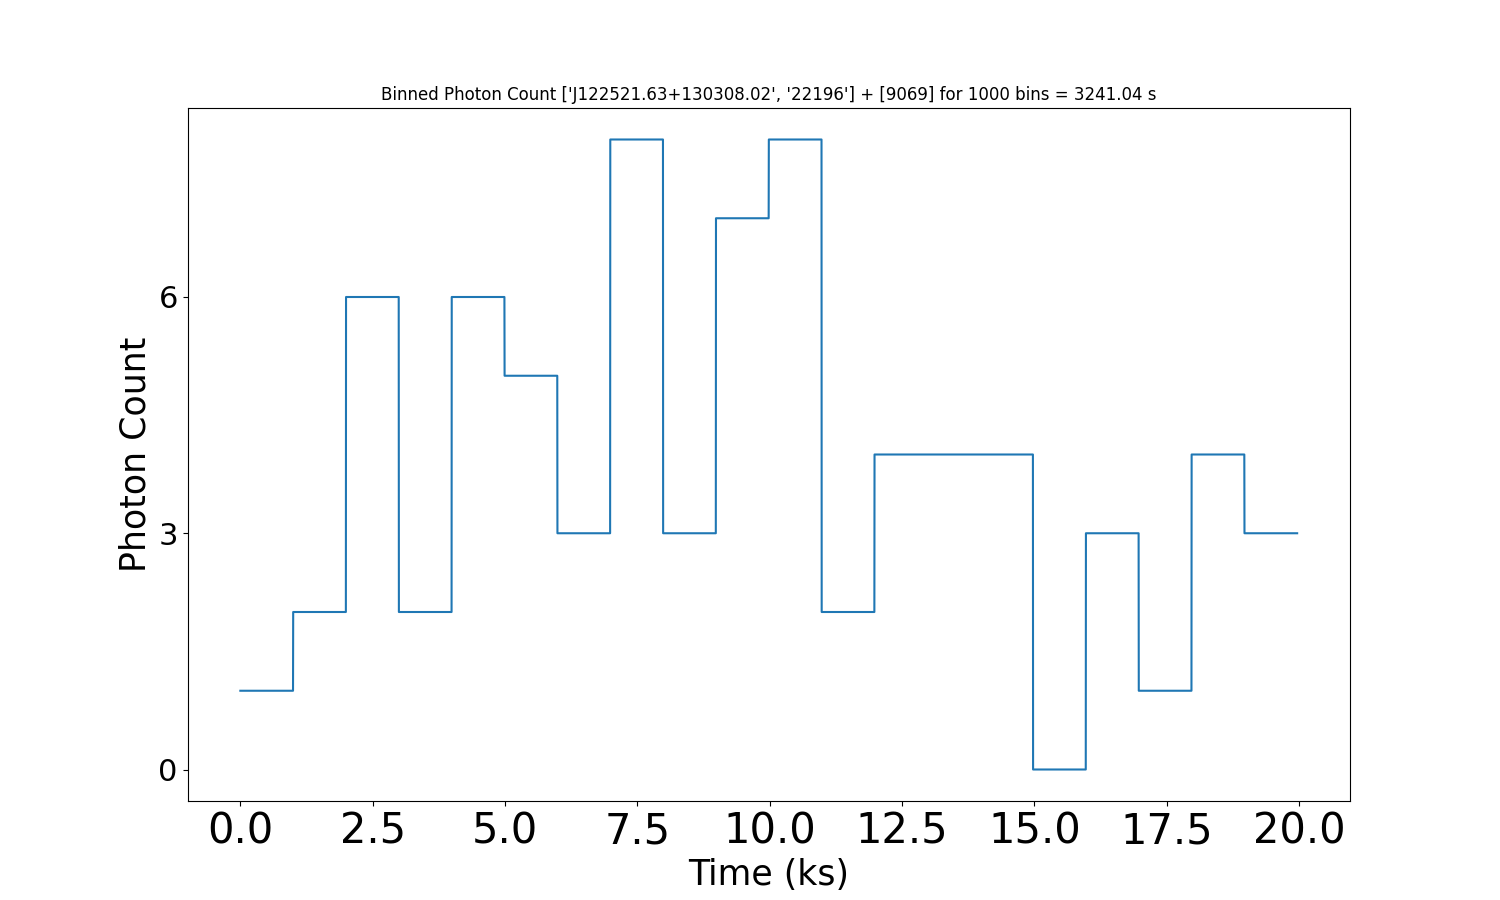 Binned Photon Count ['J122521.63+130308.02', '22196'] + [9069] for 1000 bins = 3241.04 s
6
3
0
Photon Count
0.0 2.5 5.0 7.5 10.0 12.5 15.0 17.5 20.0
Time (ks)